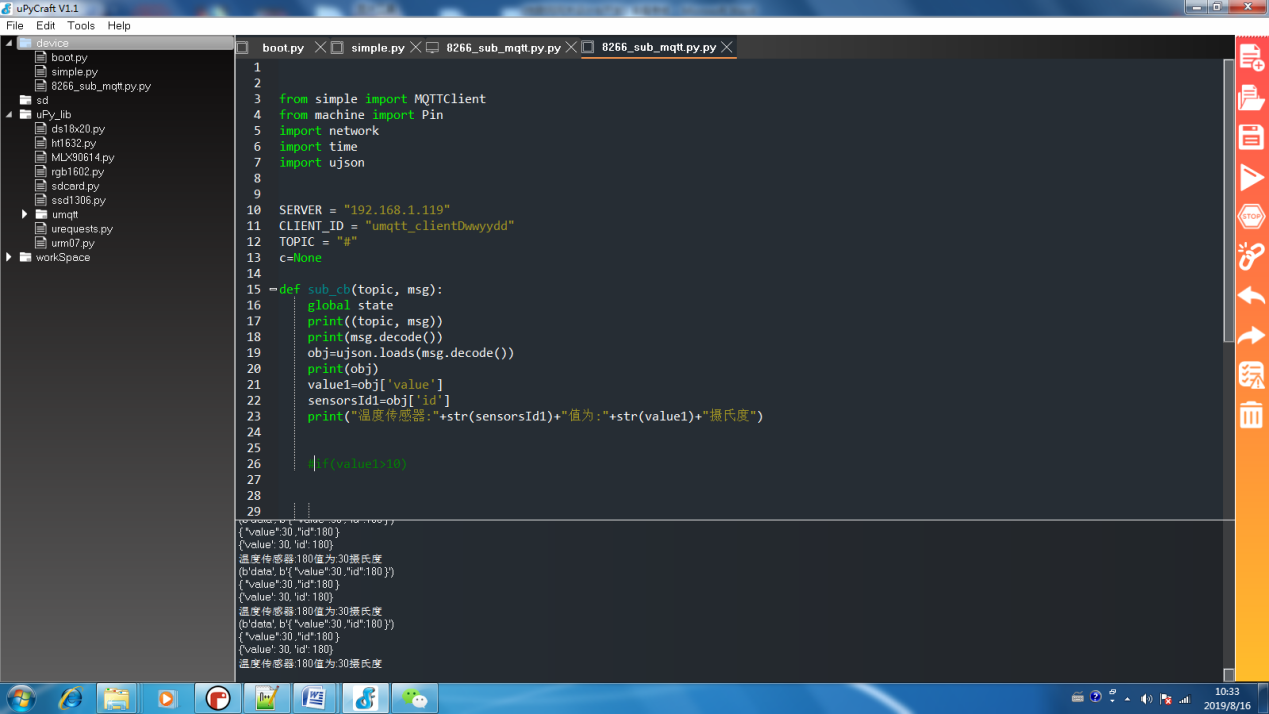 uPyCraft V1.1
File Edit Tools Help
device
boot.py
simple.py
8266_sub_mqtt.py.py
sd
uPy_lib
ds18x20.py
ht1632.py
MLX90614.py
rgb1602.py
sdcard.py
ssd1306.py
umqtt
urequests.py
urm07.py
workSpace
boot.py simple.py 8266_sub_mqtt.py.py 8266_sub_mqtt.py.py
1
2
3 from simple import MQTTClient
4 from machine import Pin
5 import network
6 import time
7 import ujson
8
9
10 SERVER = "192.168.1.119"
11 CLIENT_ID = "umqtt_clientDwwyydd"
12 TOPIC = "#"
13 c=None
14
15 def sub_cb(topic, msg):
16 global state
17 print((topic, msg))
18 print(msg.decode())
19 obj=ujson.loads(msg.decode())
20 print(obj)
21 value1=obj['value']
22 sensorsId1=obj['id']
23 print("温度传感器:"+str(sensorsId1)+"值为:"+str(value1)+"摄氏度")
24
25
26 #if(value1>10)
27
28
29
(b'data', b'{ "value":30 ,"id":180 }')
{ "value":30 ,"id":180 }
{'value': 30, 'id': 180}
温度传感器:180值为:30摄氏度
(b'data', b'{ "value":30 ,"id":180 }')
{ "value":30 ,"id":180 }
{'value': 30, 'id': 180}
温度传感器:180值为:30摄氏度
(b'data', b'{ "value":30 ,"id":180 }')
{ "value":30 ,"id":180 }
{'value': 30, 'id': 180}
温度传感器:180值为:30摄氏度
STOP
10:33
2019/8/16